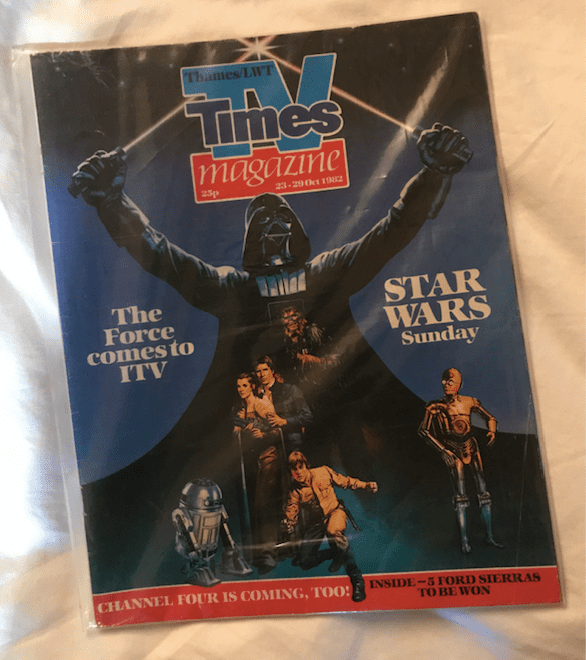 Thames/LWT
TV
Times
magazine
25p 23-29 Oct 1982
The
Force
comes to
ITV
STAR
WARS
Sunday
CHANNEL FOUR IS COMING, TOO!
INSIDE – 5 FORD SIERRAS
TO BE WON